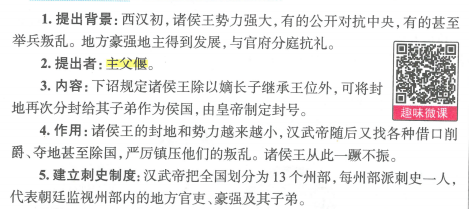 1. 提出背景:西汉初,诸侯王势力强大,有的公开对抗中央,有的甚至
举兵叛乱。地方豪强地主得到发展,与官府分庭抗礼。
2. 提出者:主父偃。
3. 内容:下诏规定诸侯王除以嫡长子继承王位外,可将封
地再次分封给其子弟作为侯国,由皇帝制定封号。
趣味微课
4. 作用:诸侯王的封地和势力越来越小,汉武帝随后又找各种借口削
爵、夺地甚至除国,严厉镇压他们的叛乱。诸侯王从此一蹶不振。
5. 建立刺史制度:汉武帝把全国划分为 13 个州部,每州部派刺史一人,
代表朝廷监视州部内的地方官吏、豪强及其子弟。